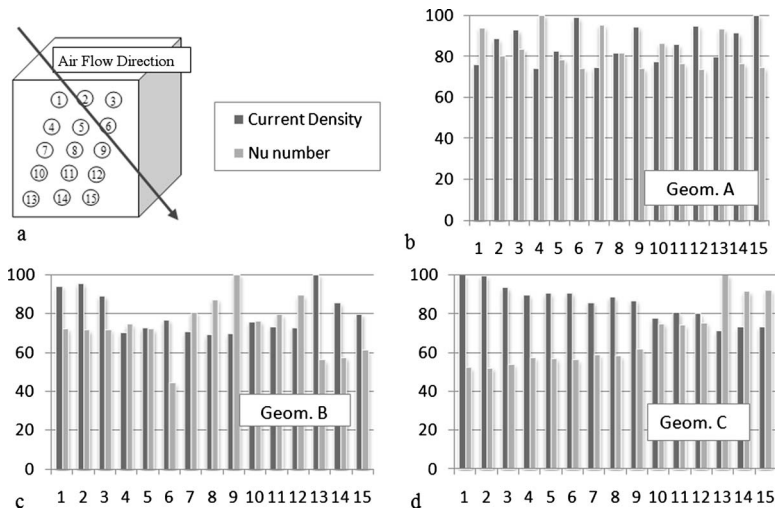 a
Air Flow Direction
1 2 3
4 5 6
7 8 9
10 11 12
13 14 15
Current Density
Nu number
b
100
80
60
40
20
0
Geom. A
1 2 3 4 5 6 7 8 9 10 11 12 13 14 15
c
100
80
60
40
20
0
Geom. B
1 2 3 4 5 6 7 8 9 10 11 12 13 14 15
d
100
80
60
40
20
0
Geom. C
1 2 3 4 5 6 7 8 9 10 11 12 13 14 15